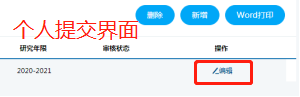 个人提交界面
删除 新增 Word打印
研究年限 审核状态 操作
2020-2021 编辑